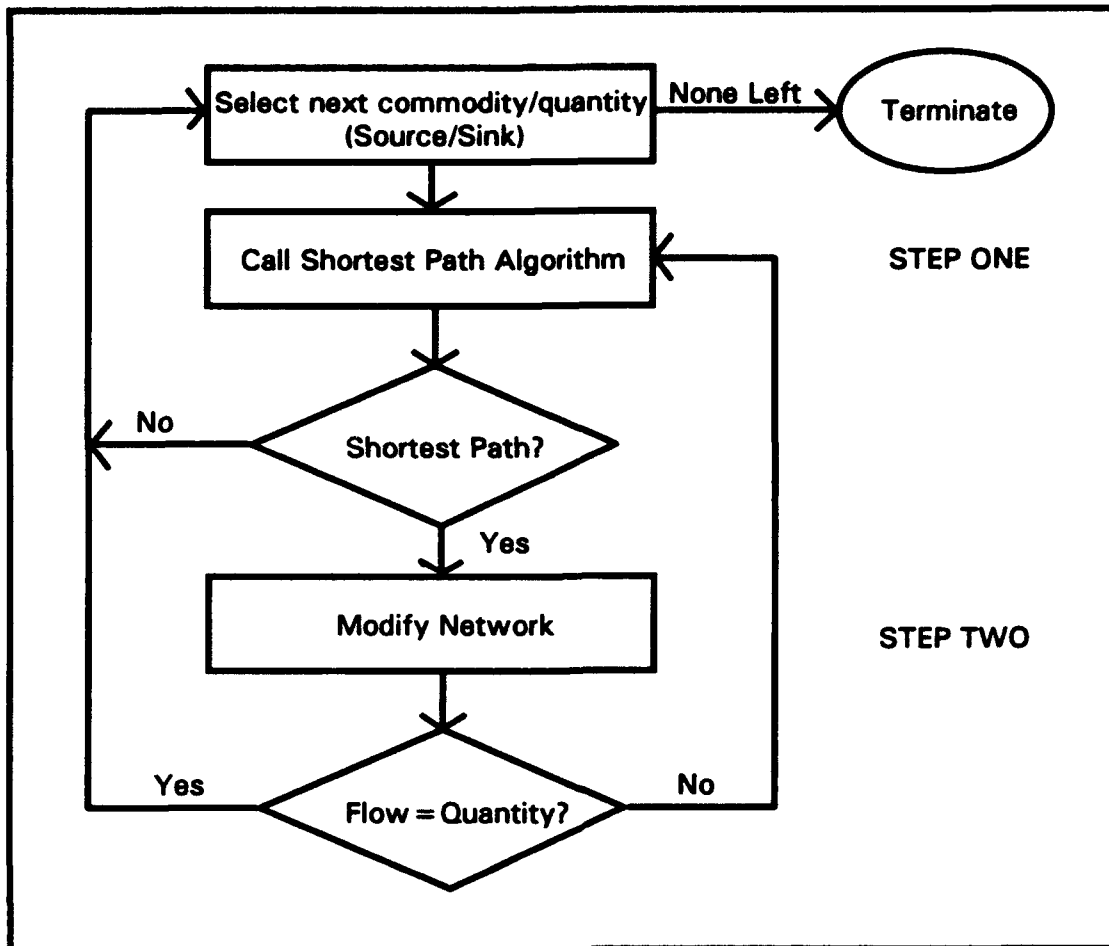 Select next commodity/quantity
(Source/Sink)
None Left
Terminate
Call Shortest Path Algorithm
STEP ONE
No
Shortest Path?
Yes
Modify Network
STEP TWO
Yes
Flow = Quantity?
No